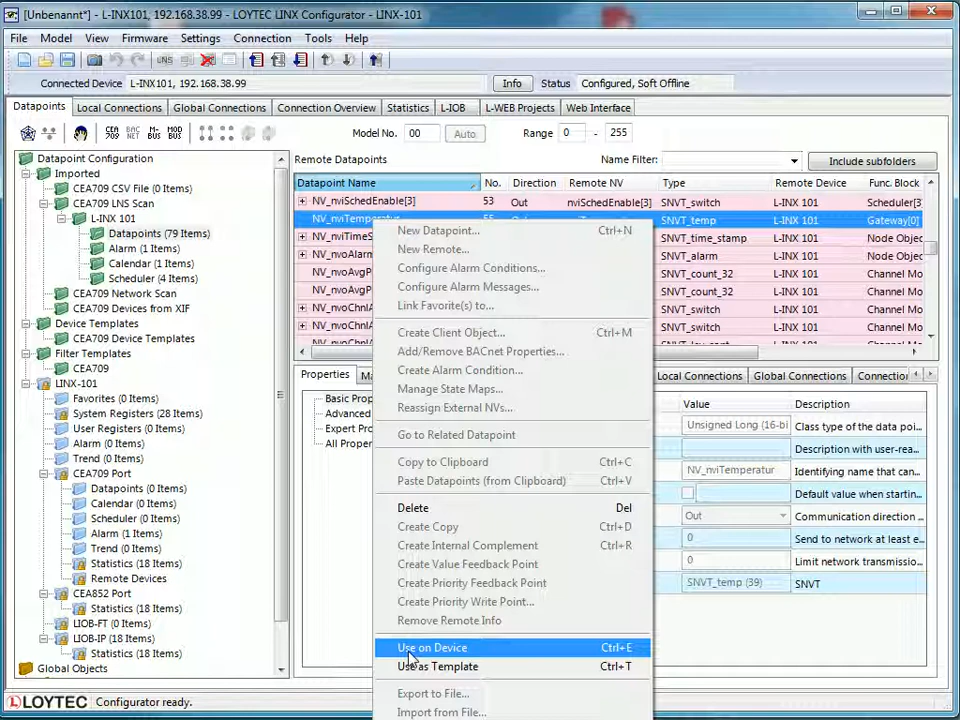 [Unbenannt*] - L-INX101, 192.168.38.99 - LOYTEC LINX Configurator - LINX-101
File Model View Firmware Settings Connection Tools Help
Connected Device L-INX101, 192.168.38.99 Info Status Configured, Soft Offline
Datapoints Local Connections Global Connections Connection Overview Statistics L-IOB L-WEB Projects Web Interface
CEA 709 BAC NET M-BUS MOD BUS Model No. 00 Auto Range 0 - 255
Datapoint Configuration
Imported
CEA709 CSV File (0 Items)
CEA709 LNS Scan
L-INX 101
Datapoints (79 Items)
Alarm (1 Items)
Calendar (1 Items)
Scheduler (4 Items)
CEA709 Network Scan
CEA709 Devices from XIF
Device Templates
CEA709 Device Templates
Filter Templates
CEA709
LINX-101
Favorites (0 Items)
System Registers (28 Items)
User Registers (0 Items)
Alarm (0 Items)
Trend (0 Items)
CEA709 Port
Datapoints (0 Items)
Calendar (0 Items)
Scheduler (0 Items)
Alarm (1 Items)
Trend (0 Items)
Statistics (18 Items)
Remote Devices
CEA852 Port
Statistics (18 Items)
LIOB-FT (0 Items)
LIOB-IP (18 Items)
Statistics (18 Items)
Global Objects
Remote Datapoints Name Filter: Include subfolders
Datapoint Name No. Direction Remote NV Type Remote Device Func. Block
NV_nviSchedEnable[3] 53 Out nviSchedEnable[3] SNVT_switch L-INX 101 Scheduler[3]
NV_nviTemperatur SNVT_temp L-INX 101 Gateway[0]
NV_nviTimeS SNVT_time_stamp L-INX 101 Node Objec
NV_nvoAlarm SNVT_alarm L-INX 101 Node Objec
NV_nvoAvgP SNVT_count_32 L-INX 101 Channel Mo
NV_nvoAvgP SNVT_count_32 L-INX 101 Channel Mo
NV_nvoChnlA SNVT_switch L-INX 101 Channel Mo
NV_nvoChnlA SNVT_switch L-INX 101 Channel Mo
New Datapoint... Ctrl+N
New Remote...
Configure Alarm Conditions...
Configure Alarm Messages...
Link Favorite(s) to...
Create Client Object... Ctrl+M
Add/Remove BACnet Properties...
Create Alarm Condition...
Manage State Maps...
Reassign External NVs...
Go to Related Datapoint
Copy to Clipboard Ctrl+C
Paste Datapoints (from Clipboard) Ctrl+V
Delete Del
Create Copy Ctrl+D
Create Internal Complement Ctrl+R
Create Value Feedback Point
Create Priority Feedback Point
Create Priority Write Point...
Remove Remote Info
Use on Device Ctrl+E
Use as Template Ctrl+T
Export to File...
Import from File...
Properties Ma Local Connections Global Connections Connection
Basic Prop
Advanced
Expert Pro
All Proper
Value Description
Unsigned Long (16-bi Class type of the data poi...
Description with user-rea...
NV_nviTemperatur Identifying name that can...
Default value when startin...
Out Communication direction ...
0 Send to network at least e...
0 Limit network transmissio...
SNVT_temp (39) SNVT
LOYTEC Configurator ready.